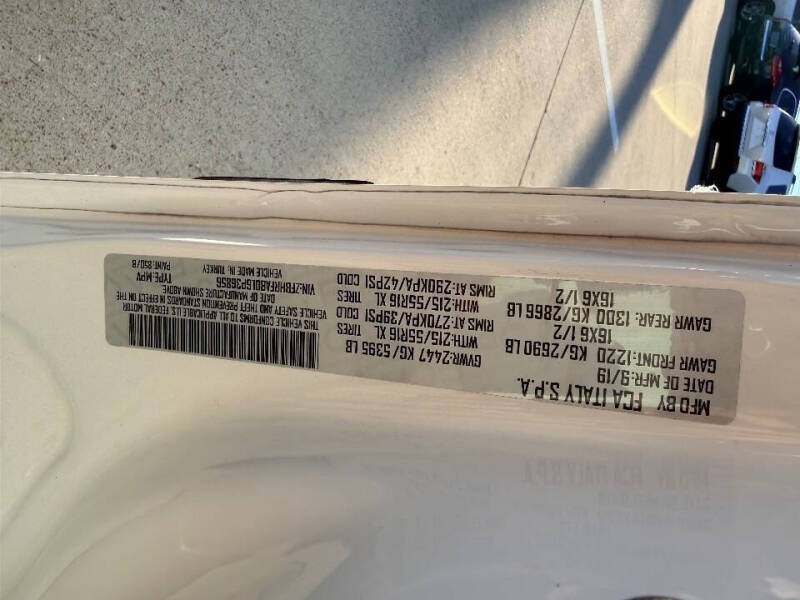 MFD BY FCA ITALY S.P.A.
DATE OF MFR:9/19 GVWR:2447 KG/5395 LB
GAWR FRONT:1220 KG/2690 LB WITH:215/55R16 XL TIRES
16X6 1/2 RIMS AT:270KPA/39PSI COLD
GAWR REAR: 1300 KG/2866 LB WITH:215/55R16 XL TIRES
16X6 1/2 RIMS AT:290KPA/42PSI COLD
THIS VEHICLE CONFORMS TO ALL APPLICABLE U.S. FEDERAL MOTOR
VEHICLE SAFETY AND THEFT PREVENTION STANDARDS IN EFFECT ON THE
DATE OF MANUFACTURE SHOWN ABOVE.
TYPE:MPV
VEHICLE MADE IN: TURKEY PAINT: